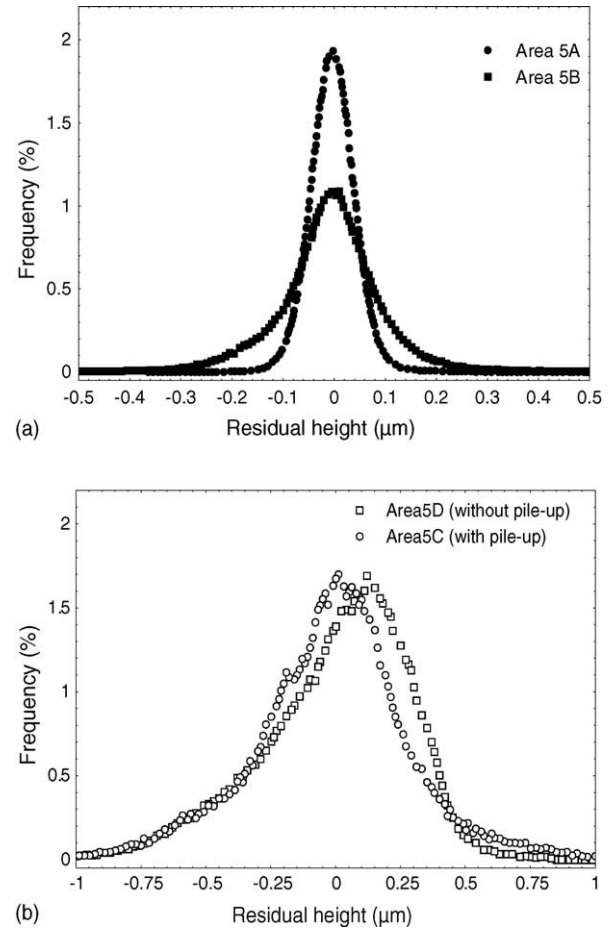 2
1.5
1
0.5
0
Frequency (%)
Area 5A
Area 5B
-0.5 -0.4 -0.3 -0.2 -0.1 0 0.1 0.2 0.3 0.4 0.5
(a)
Residual height (μm)
2
1.5
1
0.5
0
Frequency (%)
Area5D (without pile-up)
Area5C (with pile-up)
-1 -0.75 -0.5 -0.25 0 0.25 0.5 0.75 1
(b)
Residual height (μm)